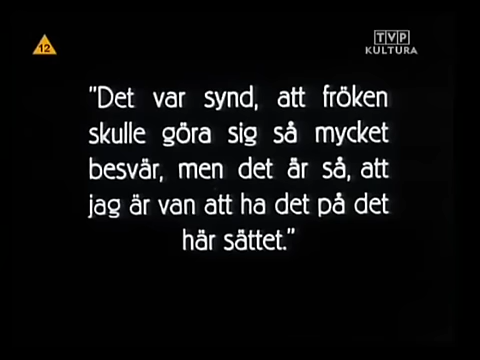 12
TVP
KULTURA
"Det var synd, att fröken
skulle göra sig så mycket
besvär, men det är så, att
jag är van att ha det på det
här sättet."